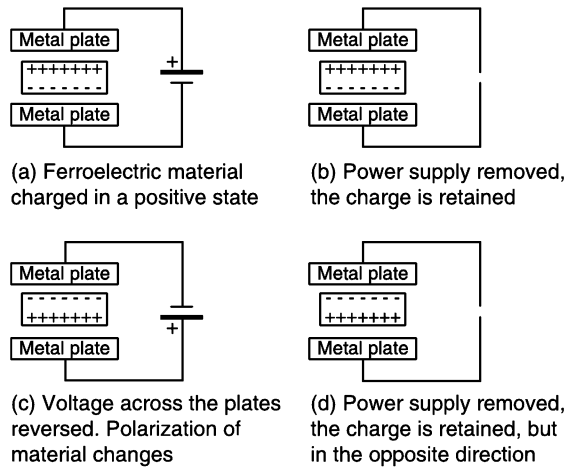 Metal plate
+++++++
- - - - - - -
Metal plate
+
(a) Ferroelectric material
charged in a positive state
Metal plate
+++++++
- - - - - - -
Metal plate
(b) Power supply removed,
the charge is retained
Metal plate
- - - - - - -
+++++++
Metal plate
+
(c) Voltage across the plates
reversed. Polarization of
material changes
Metal plate
- - - - - - -
+++++++
Metal plate
(d) Power supply removed,
the charge is retained, but
in the opposite direction